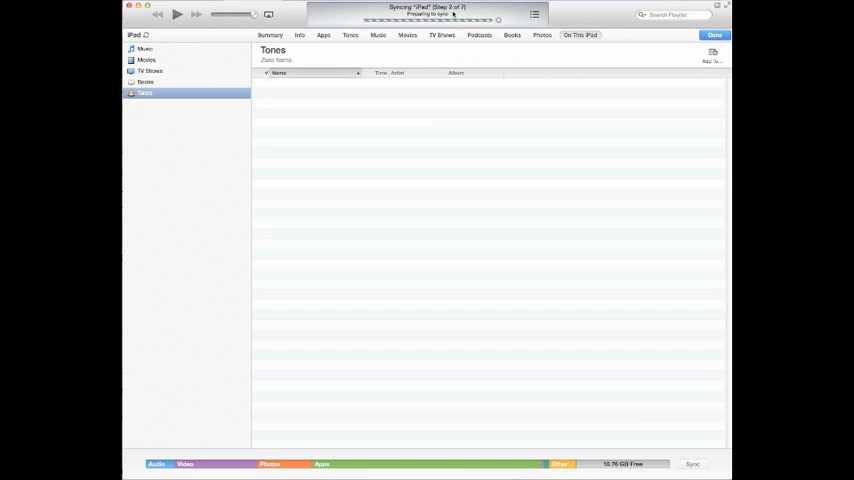 Syncing "iPad" (Step 2 of 7)
Preparing to sync
Search Playlist
iPad
Summary Info Apps Tones Music Movies TV Shows Podcasts Books Photos On This iPad Done
Music
Movies
TV Shows
Books
Tones
Tones
Zero items
Add To...
✓ Name Time Artist Album
Audio Video Photos Apps Other 10.76 GB Free Sync